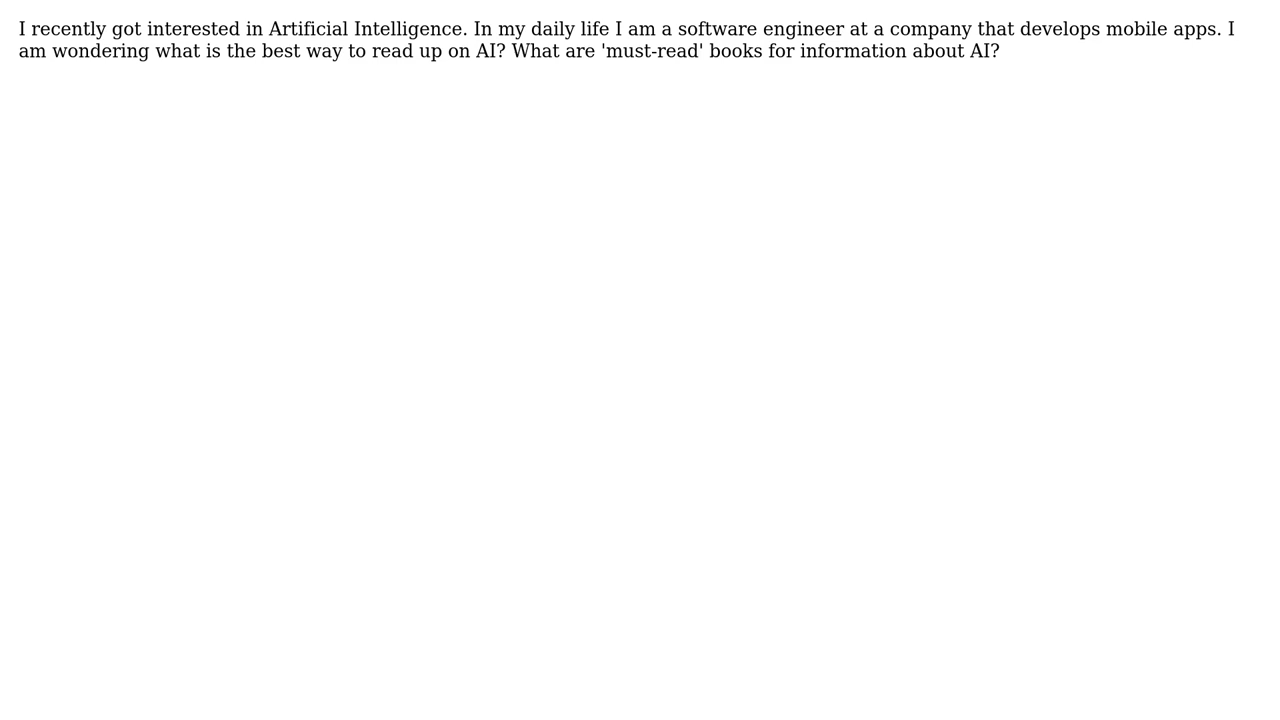 I recently got interested in Artificial Intelligence. In my daily life I am a software engineer at a company that develops mobile apps. I
am wondering what is the best way to read up on AI? What are 'must-read' books for information about AI?